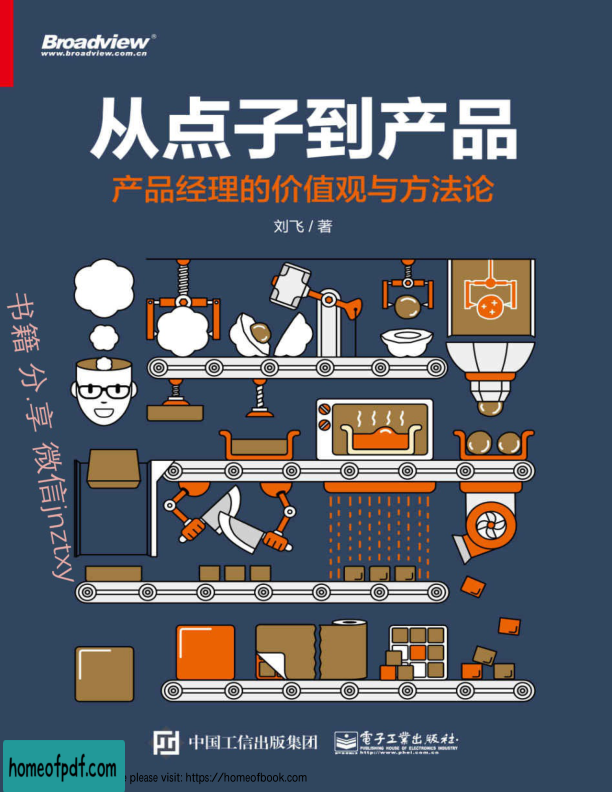 Broadview®
www.broadview.com.cn
从点子到产品
产品经理的价值观与方法论
刘飞 / 著
书籍分.享 微信jnztxy
中国工信出版集团
電子工業出版社·
PUBLISHING HOUSE OF ELECTRONICS INDUSTRY
http://www.phei.com.cn
homeofpdf.com
please visit: https://homeofbook.com